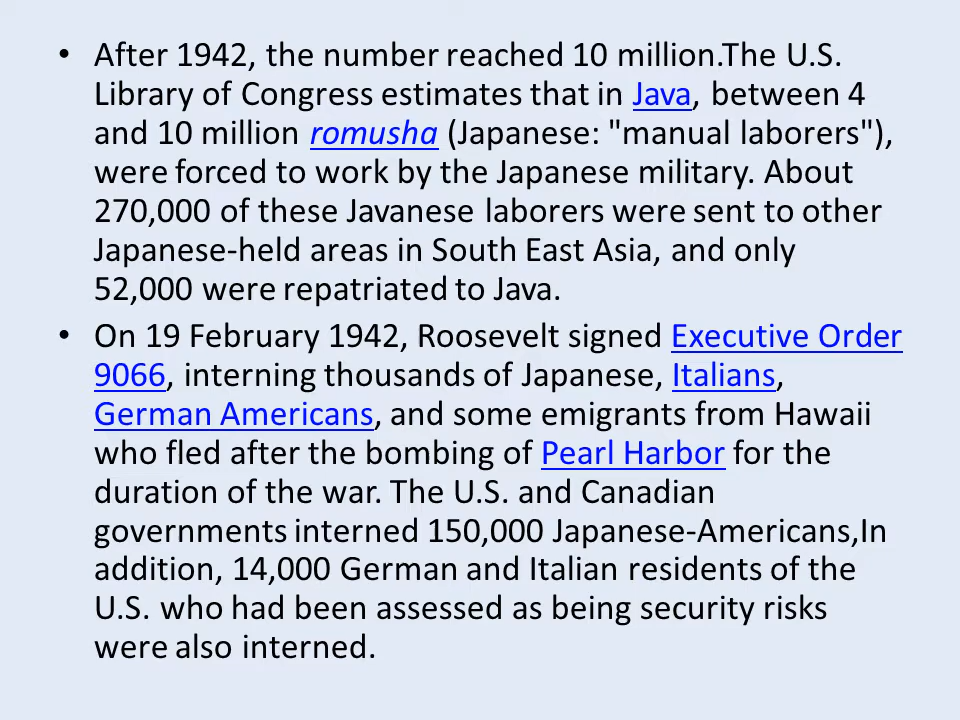 • After 1942, the number reached 10 million.The U.S.
Library of Congress estimates that in Java, between 4
and 10 million romusha (Japanese: "manual laborers"),
were forced to work by the Japanese military. About
270,000 of these Javanese laborers were sent to other
Japanese-held areas in South East Asia, and only
52,000 were repatriated to Java.
• On 19 February 1942, Roosevelt signed Executive Order
9066, interning thousands of Japanese, Italians,
German Americans, and some emigrants from Hawaii
who fled after the bombing of Pearl Harbor for the
duration of the war. The U.S. and Canadian
governments interned 150,000 Japanese-Americans,In
addition, 14,000 German and Italian residents of the
U.S. who had been assessed as being security risks
were also interned.